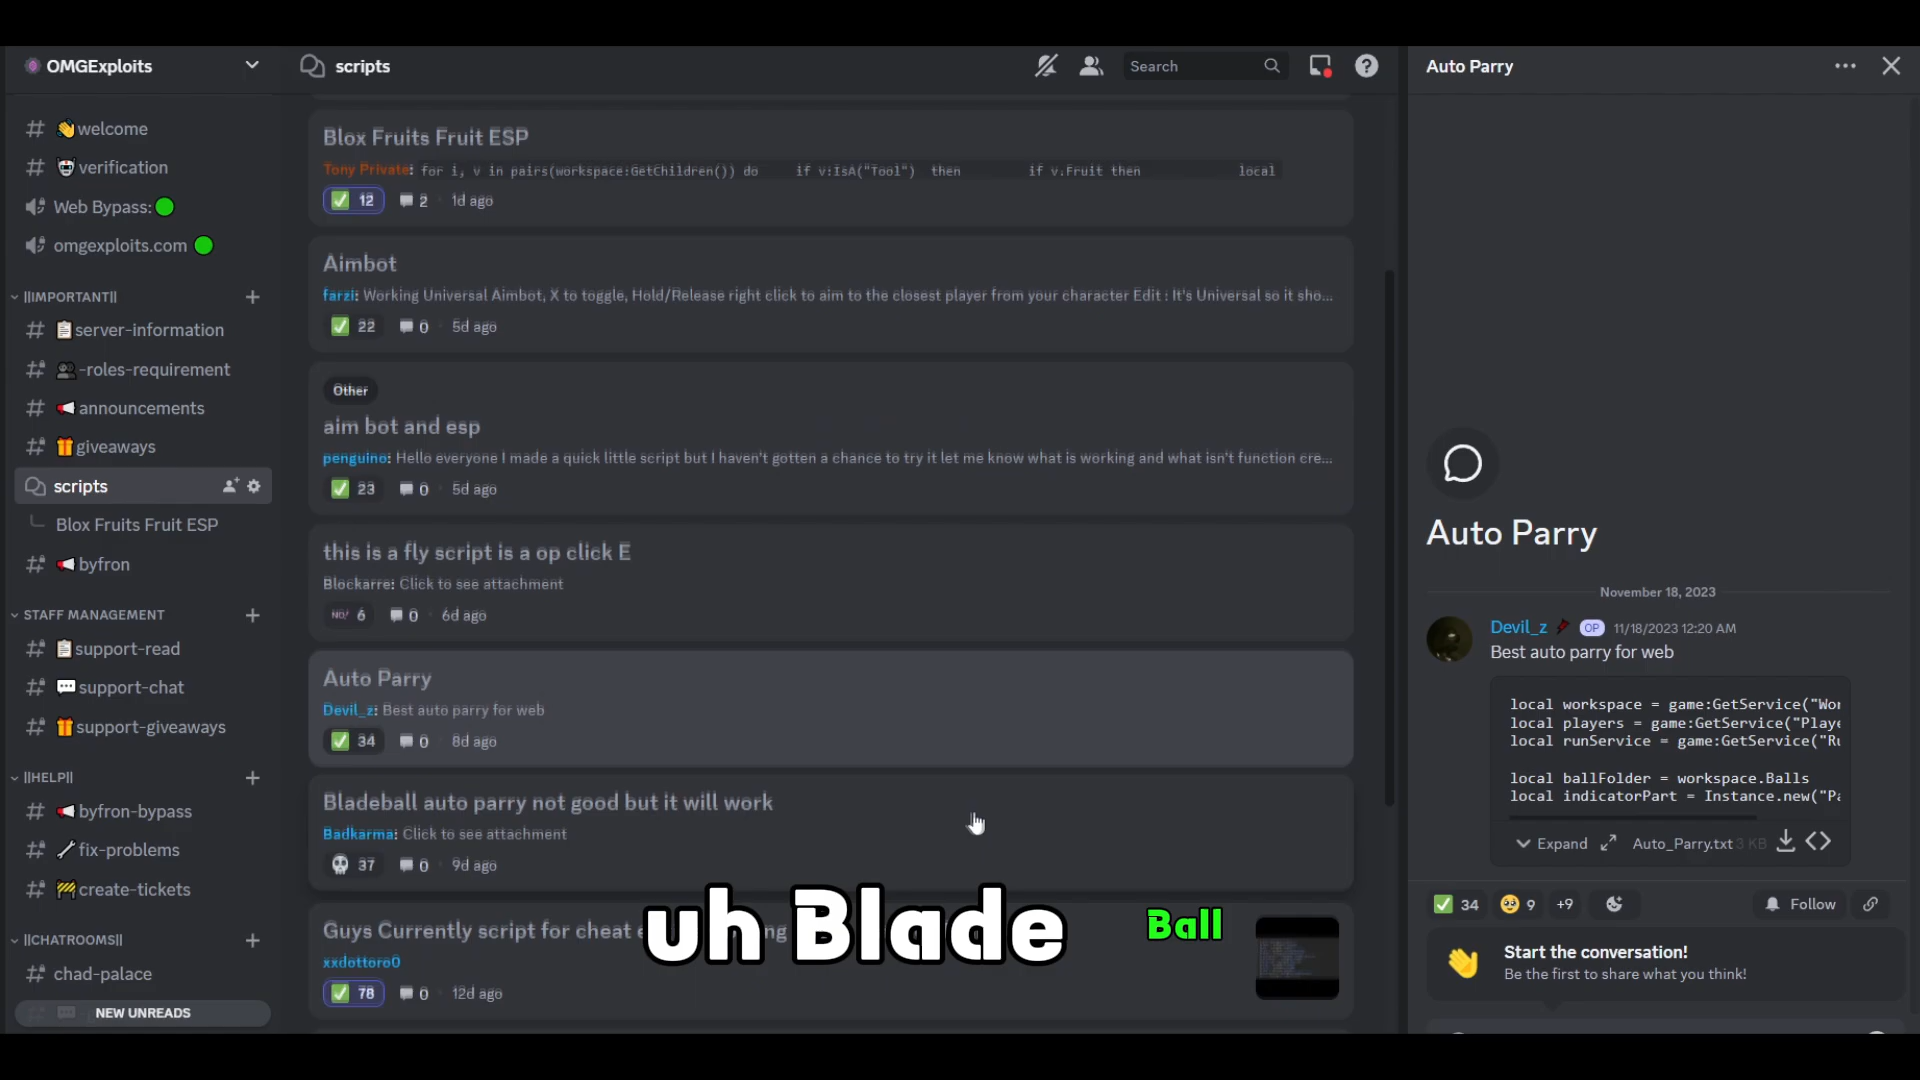 OMGExploits
👋welcome
verification
Web Bypass:
omgexploits.com
||IMPORTANT||
📋server-information
👥-roles-requirement
📢announcements
🎁giveaways
scripts
Blox Fruits Fruit ESP
📢byfron
STAFF MANAGEMENT
📋support-read
💬support-chat
🎁support-giveaways
||HELP||
📢byfron-bypass
🔧fix-problems
🚧create-tickets
||CHATROOMS||
chad-palace
NEW UNREADS
scripts
Search
Blox Fruits Fruit ESP
Tony Private: for i, v in pairs(workspace:GetChildren()) do if v:IsA("Tool") then if v.Fruit then local
12 2 1d ago
Aimbot
farzi: Working Universal Aimbot, X to toggle, Hold/Release right click to aim to the closest player from your character Edit : It's Universal so it sho...
22 0 5d ago
Other
aim bot and esp
penguino: Hello everyone I made a quick little script but I haven't gotten a chance to try it let me know what is working and what isn't function cre...
23 0 5d ago
this is a fly script is a op click E
Blockarre: Click to see attachment
NO! 6 0 6d ago
Auto Parry
Devil_z: Best auto parry for web
34 0 8d ago
Bladeball auto parry not good but it will work
Badkarma: Click to see attachment
37 0 9d ago
Guys Currently script for cheat
xxdottoro0
78 0 12d ago
uh Blade Ball
Auto Parry
Auto Parry
November 18, 2023
Devil_z OP 11/18/2023 12:20 AM
Best auto parry for web
local workspace = game:GetService("Wor
local players = game:GetService("Playe
local runService = game:GetService("Ru
local ballFolder = workspace.Balls
local indicatorPart = Instance.new("Pa
Expand Auto_Parry.txt 3 KB
34 9 +9 Follow
Start the conversation!
Be the first to share what you think!